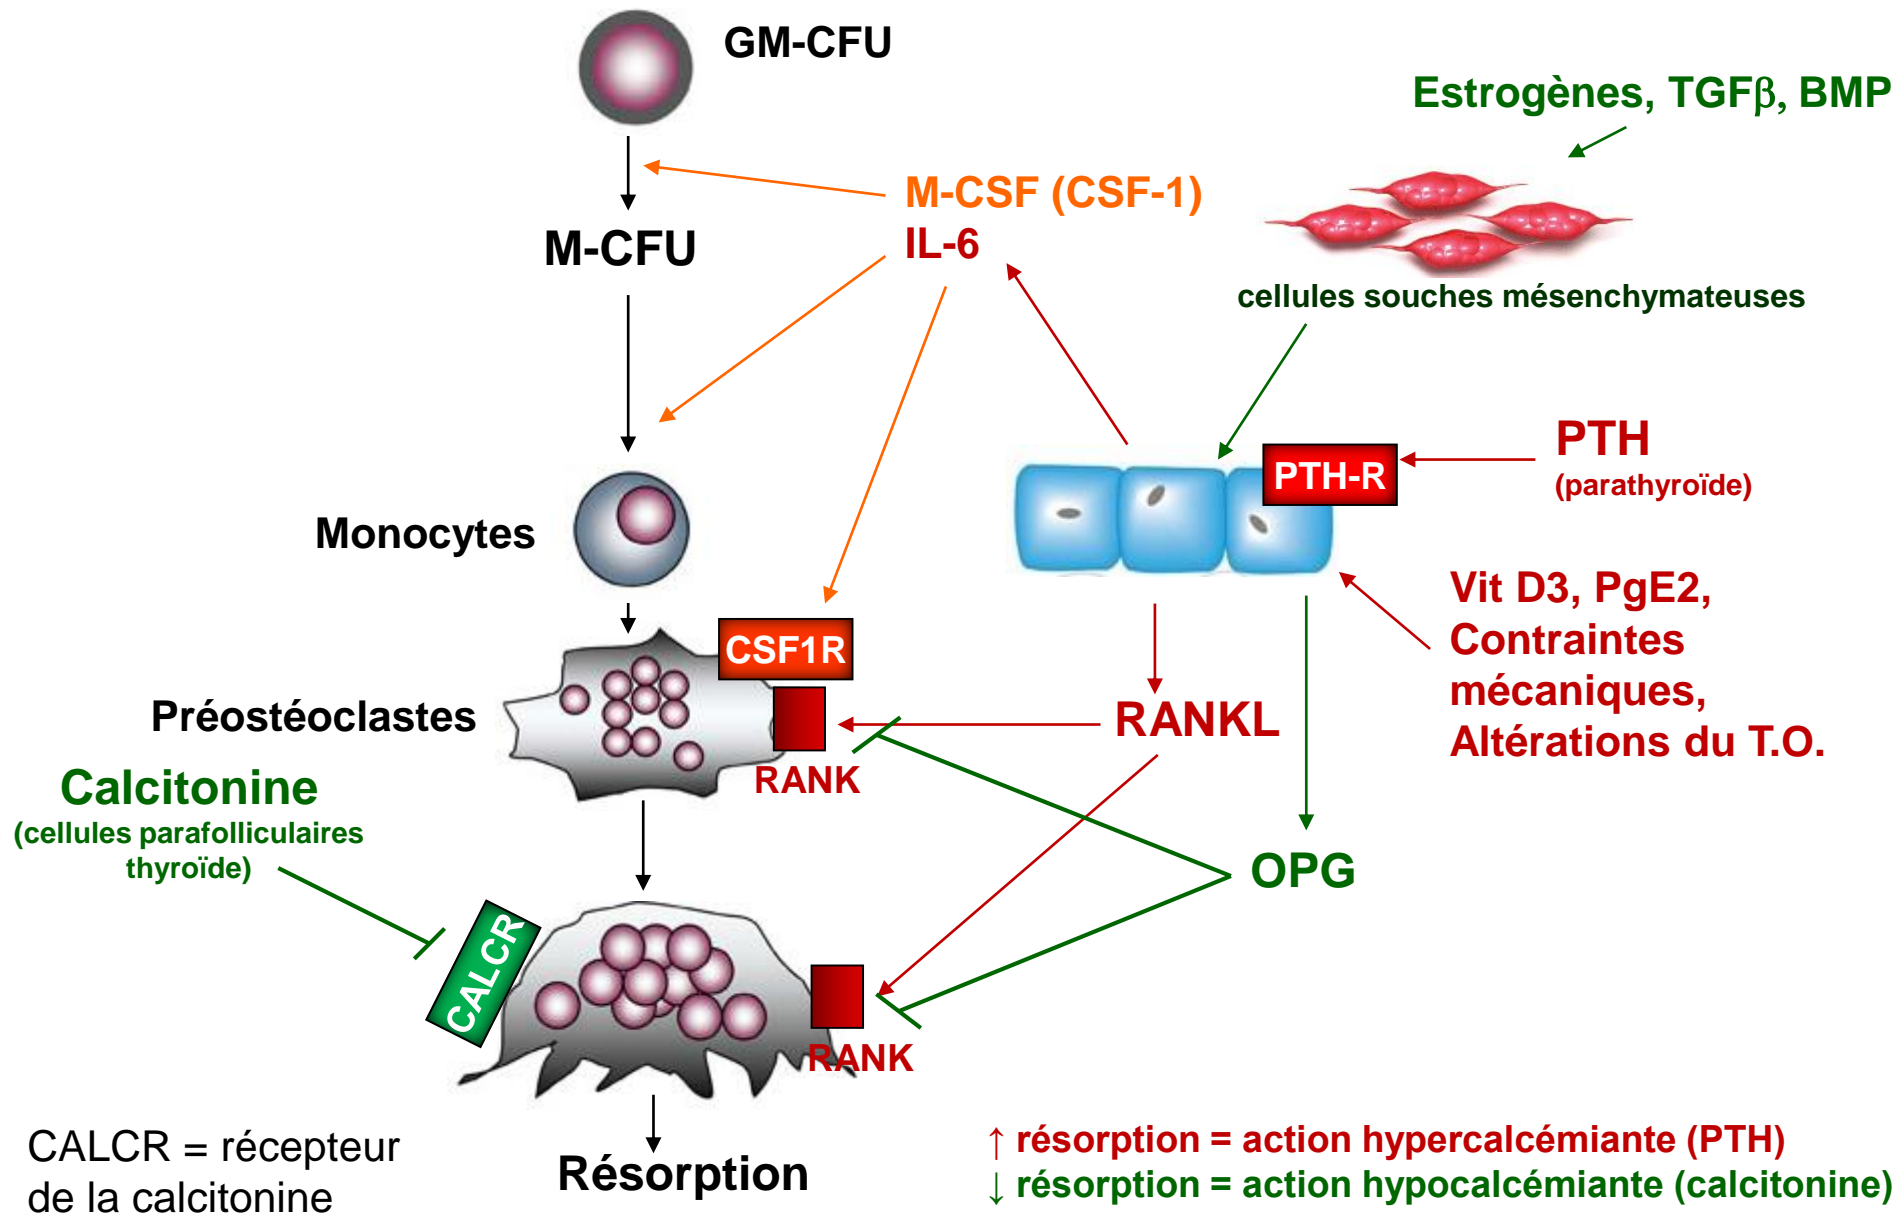 GM-CFU
Estrogènes, TGFβ, BMP
M-CSF (CSF-1)
IL-6
M-CFU
cellules souches mésenchymateuses
PTH-R
PTH
(parathyroïde)
Monocytes
Vit D3, PgE2,
Contraintes
mécaniques,
Altérations du T.O.
CSF1R
Préostéoclastes
RANKL
RANK
Calcitonine
(cellules parafolliculaires
thyroïde)
OPG
CALCR
RANK
CALCR = récepteur
de la calcitonine
Résorption
↑ résorption = action hypercalcémiante (PTH)
↓ résorption = action hypocalcémiante (calcitonine)